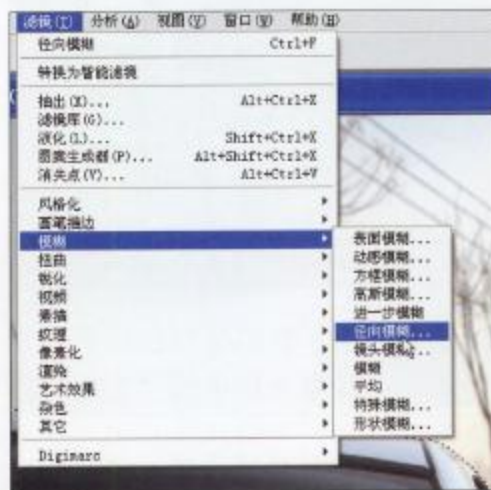 滤镜(T) 分析(A) 视图(V) 窗口(W) 帮助(H)
径向模糊 Ctrl+F
转换为智能滤镜
抽出(X)... Alt+Ctrl+X
滤镜库(G)...
液化(L)... Shift+Ctrl+X
图案生成器(P)... Alt+Shift+Ctrl+X
消失点(V)... Alt+Ctrl+V
风格化
画笔描边
模糊
扭曲
锐化
视频
素描
纹理
像素化
渲染
艺术效果
杂色
其它
Digimarc
表面模糊...
动感模糊...
方框模糊...
高斯模糊...
进一步模糊
径向模糊...
镜头模糊...
模糊
平均
特殊模糊...
形状模糊...